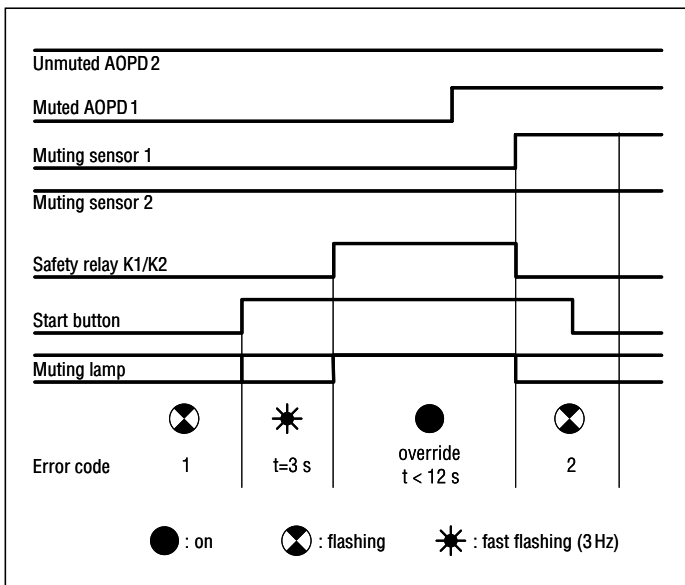 Unmuted AOPD 2
Muted AOPD 1
Muting sensor 1
Muting sensor 2
Safety relay K1/K2
Start button
Muting lamp
Error code 1 t=3 s override t < 12 s 2
: on : flashing : fast flashing (3 Hz)